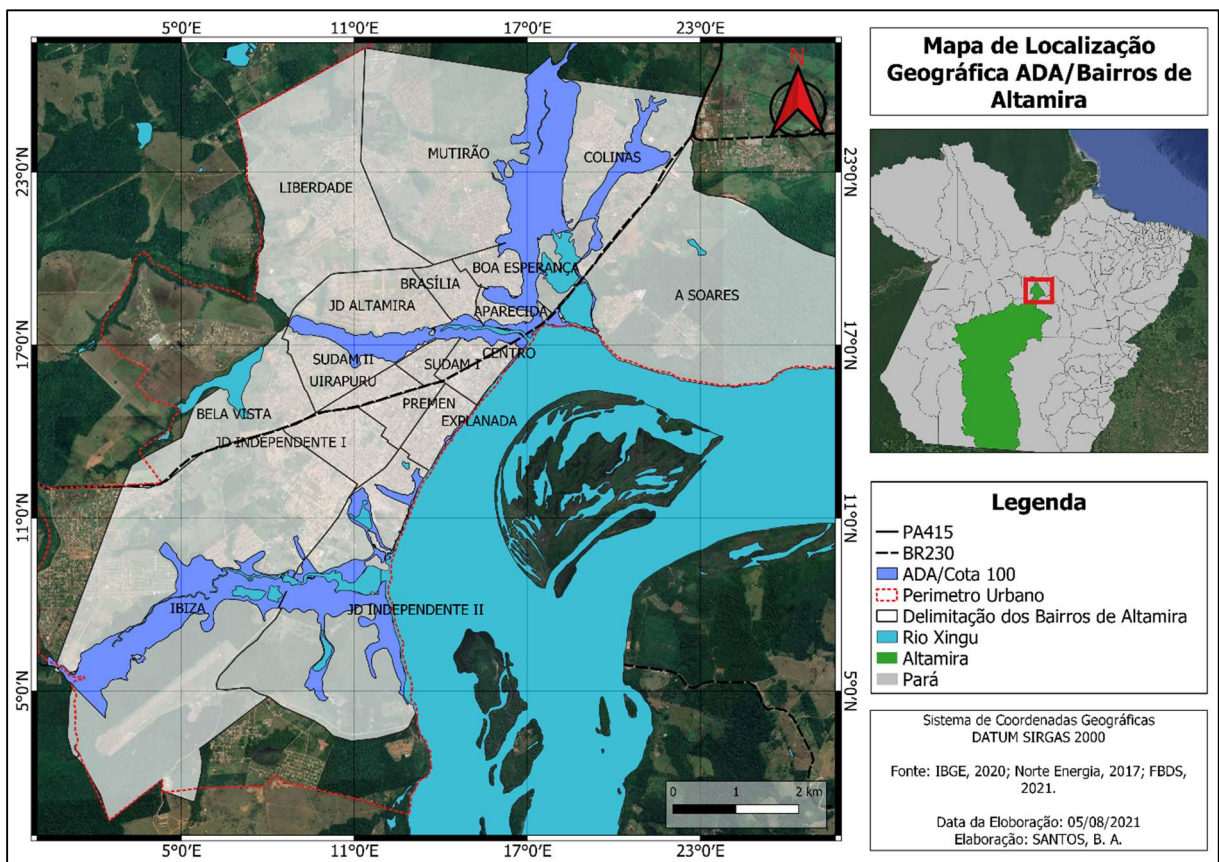 5°0'E 11°0'E 17°0'E 23°0'E
N
MUTIRÃO
COLINAS
23°0'N
23°0'N
LIBERDADE
BOA ESPERANÇA
BRASÍLIA
A SOARES
JD ALTAMIRA
APARECIDA
17°0'N
17°0'N
CENTRO
SUDAM II
SUDAM I
UIRAPURU
PREMEN
BELA VISTA
EXPLANADA
JD INDEPENDENTE I
11°0'N
11°0'N
IBIZA
JD INDEPENDENTE II
5°0'N
5°0'N
0 1 2 km
5°0'E 11°0'E 17°0'E 23°0'E
Mapa de Localização
Geográfica ADA/Bairros de
Altamira
Legenda
PA415
BR230
ADA/Cota 100
Perimetro Urbano
Delimitação dos Bairros de Altamira
Rio Xingu
Altamira
Pará
Sistema de Coordenadas Geográficas
DATUM SIRGAS 2000
Fonte: IBGE, 2020; Norte Energia, 2017; FBDS,
2021.
Data da Eloboração: 05/08/2021
Elaboração: SANTOS, B. A.